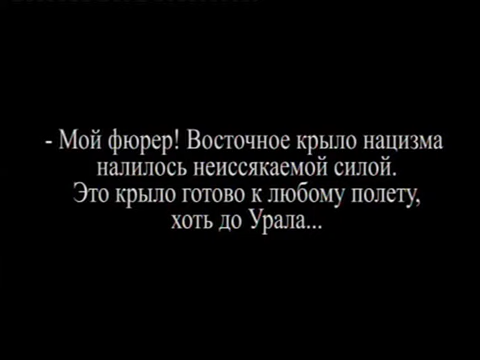 - Мой фюрер! Восточное крыло нацизма
налилось неиссякаемой силой.
Это крыло готово к любому полету,
хоть до Урала...